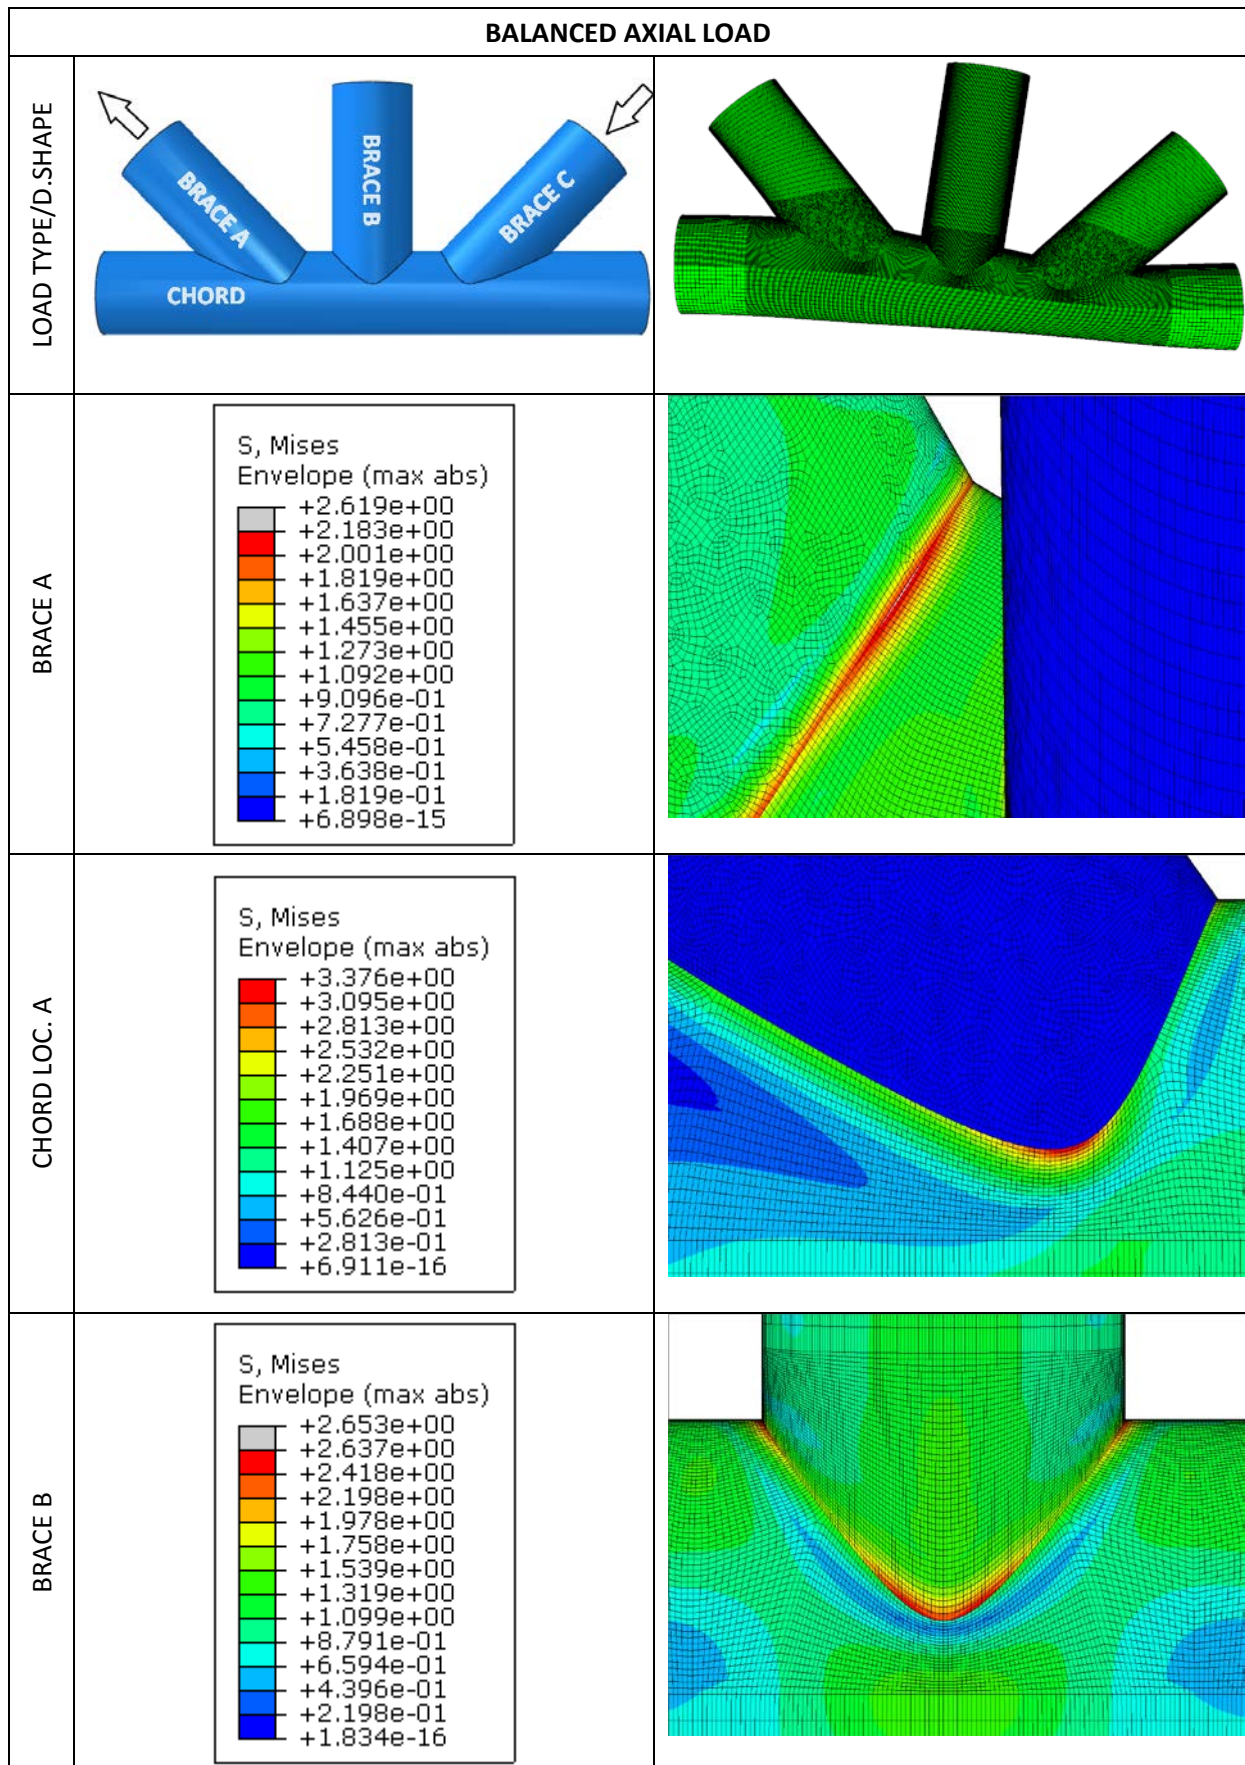 BALANCED AXIAL LOAD
LOAD TYPE/D.SHAPE
BRACE A
BRACE B
BRACE C
CHORD
BRACE A
S, Mises
Envelope (max abs)
+2.619e+00
+2.183e+00
+2.001e+00
+1.819e+00
+1.637e+00
+1.455e+00
+1.273e+00
+1.092e+00
+9.096e-01
+7.277e-01
+5.458e-01
+3.638e-01
+1.819e-01
+6.898e-15
CHORD LOC. A
S, Mises
Envelope (max abs)
+3.376e+00
+3.095e+00
+2.813e+00
+2.532e+00
+2.251e+00
+1.969e+00
+1.688e+00
+1.407e+00
+1.125e+00
+8.440e-01
+5.626e-01
+2.813e-01
+6.911e-16
BRACE B
S, Mises
Envelope (max abs)
+2.653e+00
+2.637e+00
+2.418e+00
+2.198e+00
+1.978e+00
+1.758e+00
+1.539e+00
+1.319e+00
+1.099e+00
+8.791e-01
+6.594e-01
+4.396e-01
+2.198e-01
+1.834e-16